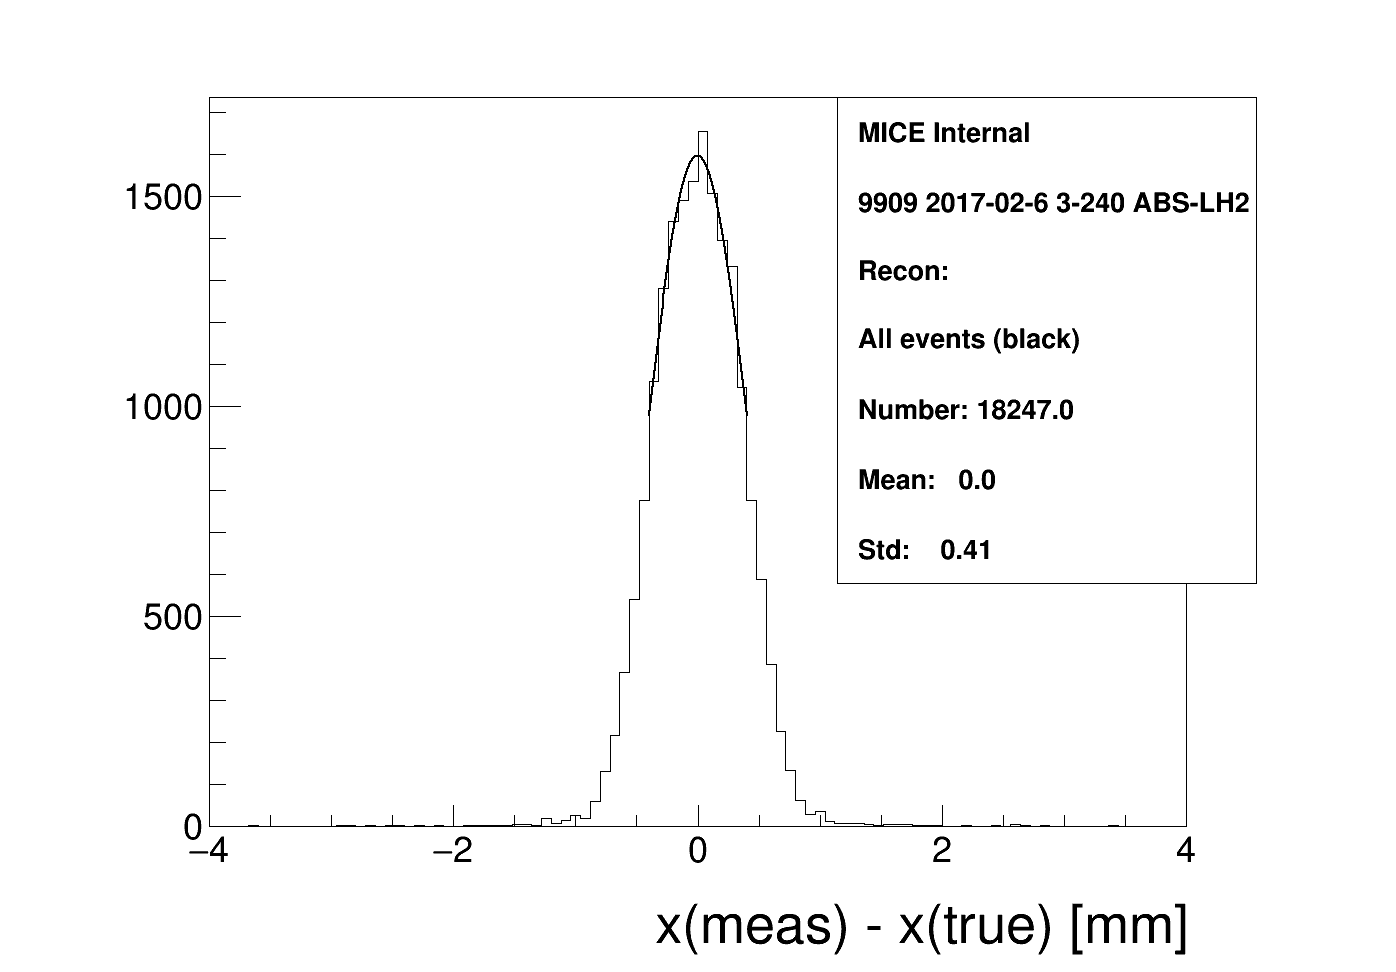 MICE Internal
9909 2017-02-6 3-240 ABS-LH2
Recon:
All events (black)
Number: 18247.0
Mean: 0.0
Std: 0.41
1500
1000
500
0
−4 −2 0 2 4
x(meas) - x(true) [mm]